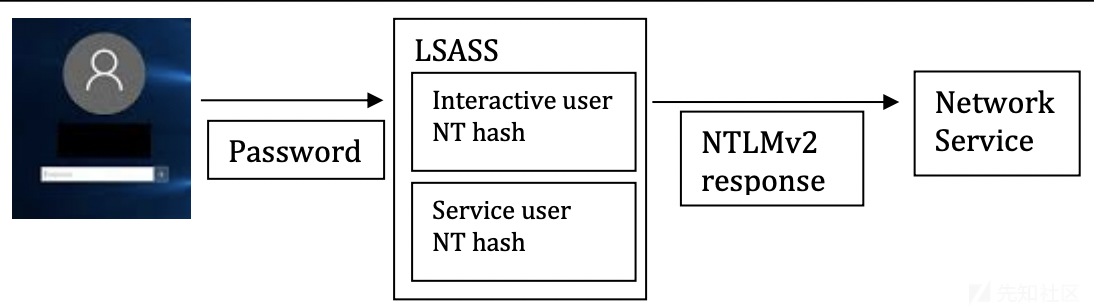 Password
LSASS
Interactive user
NT hash
Service user
NT hash
NTLMv2
response
Network
Service
先知社区